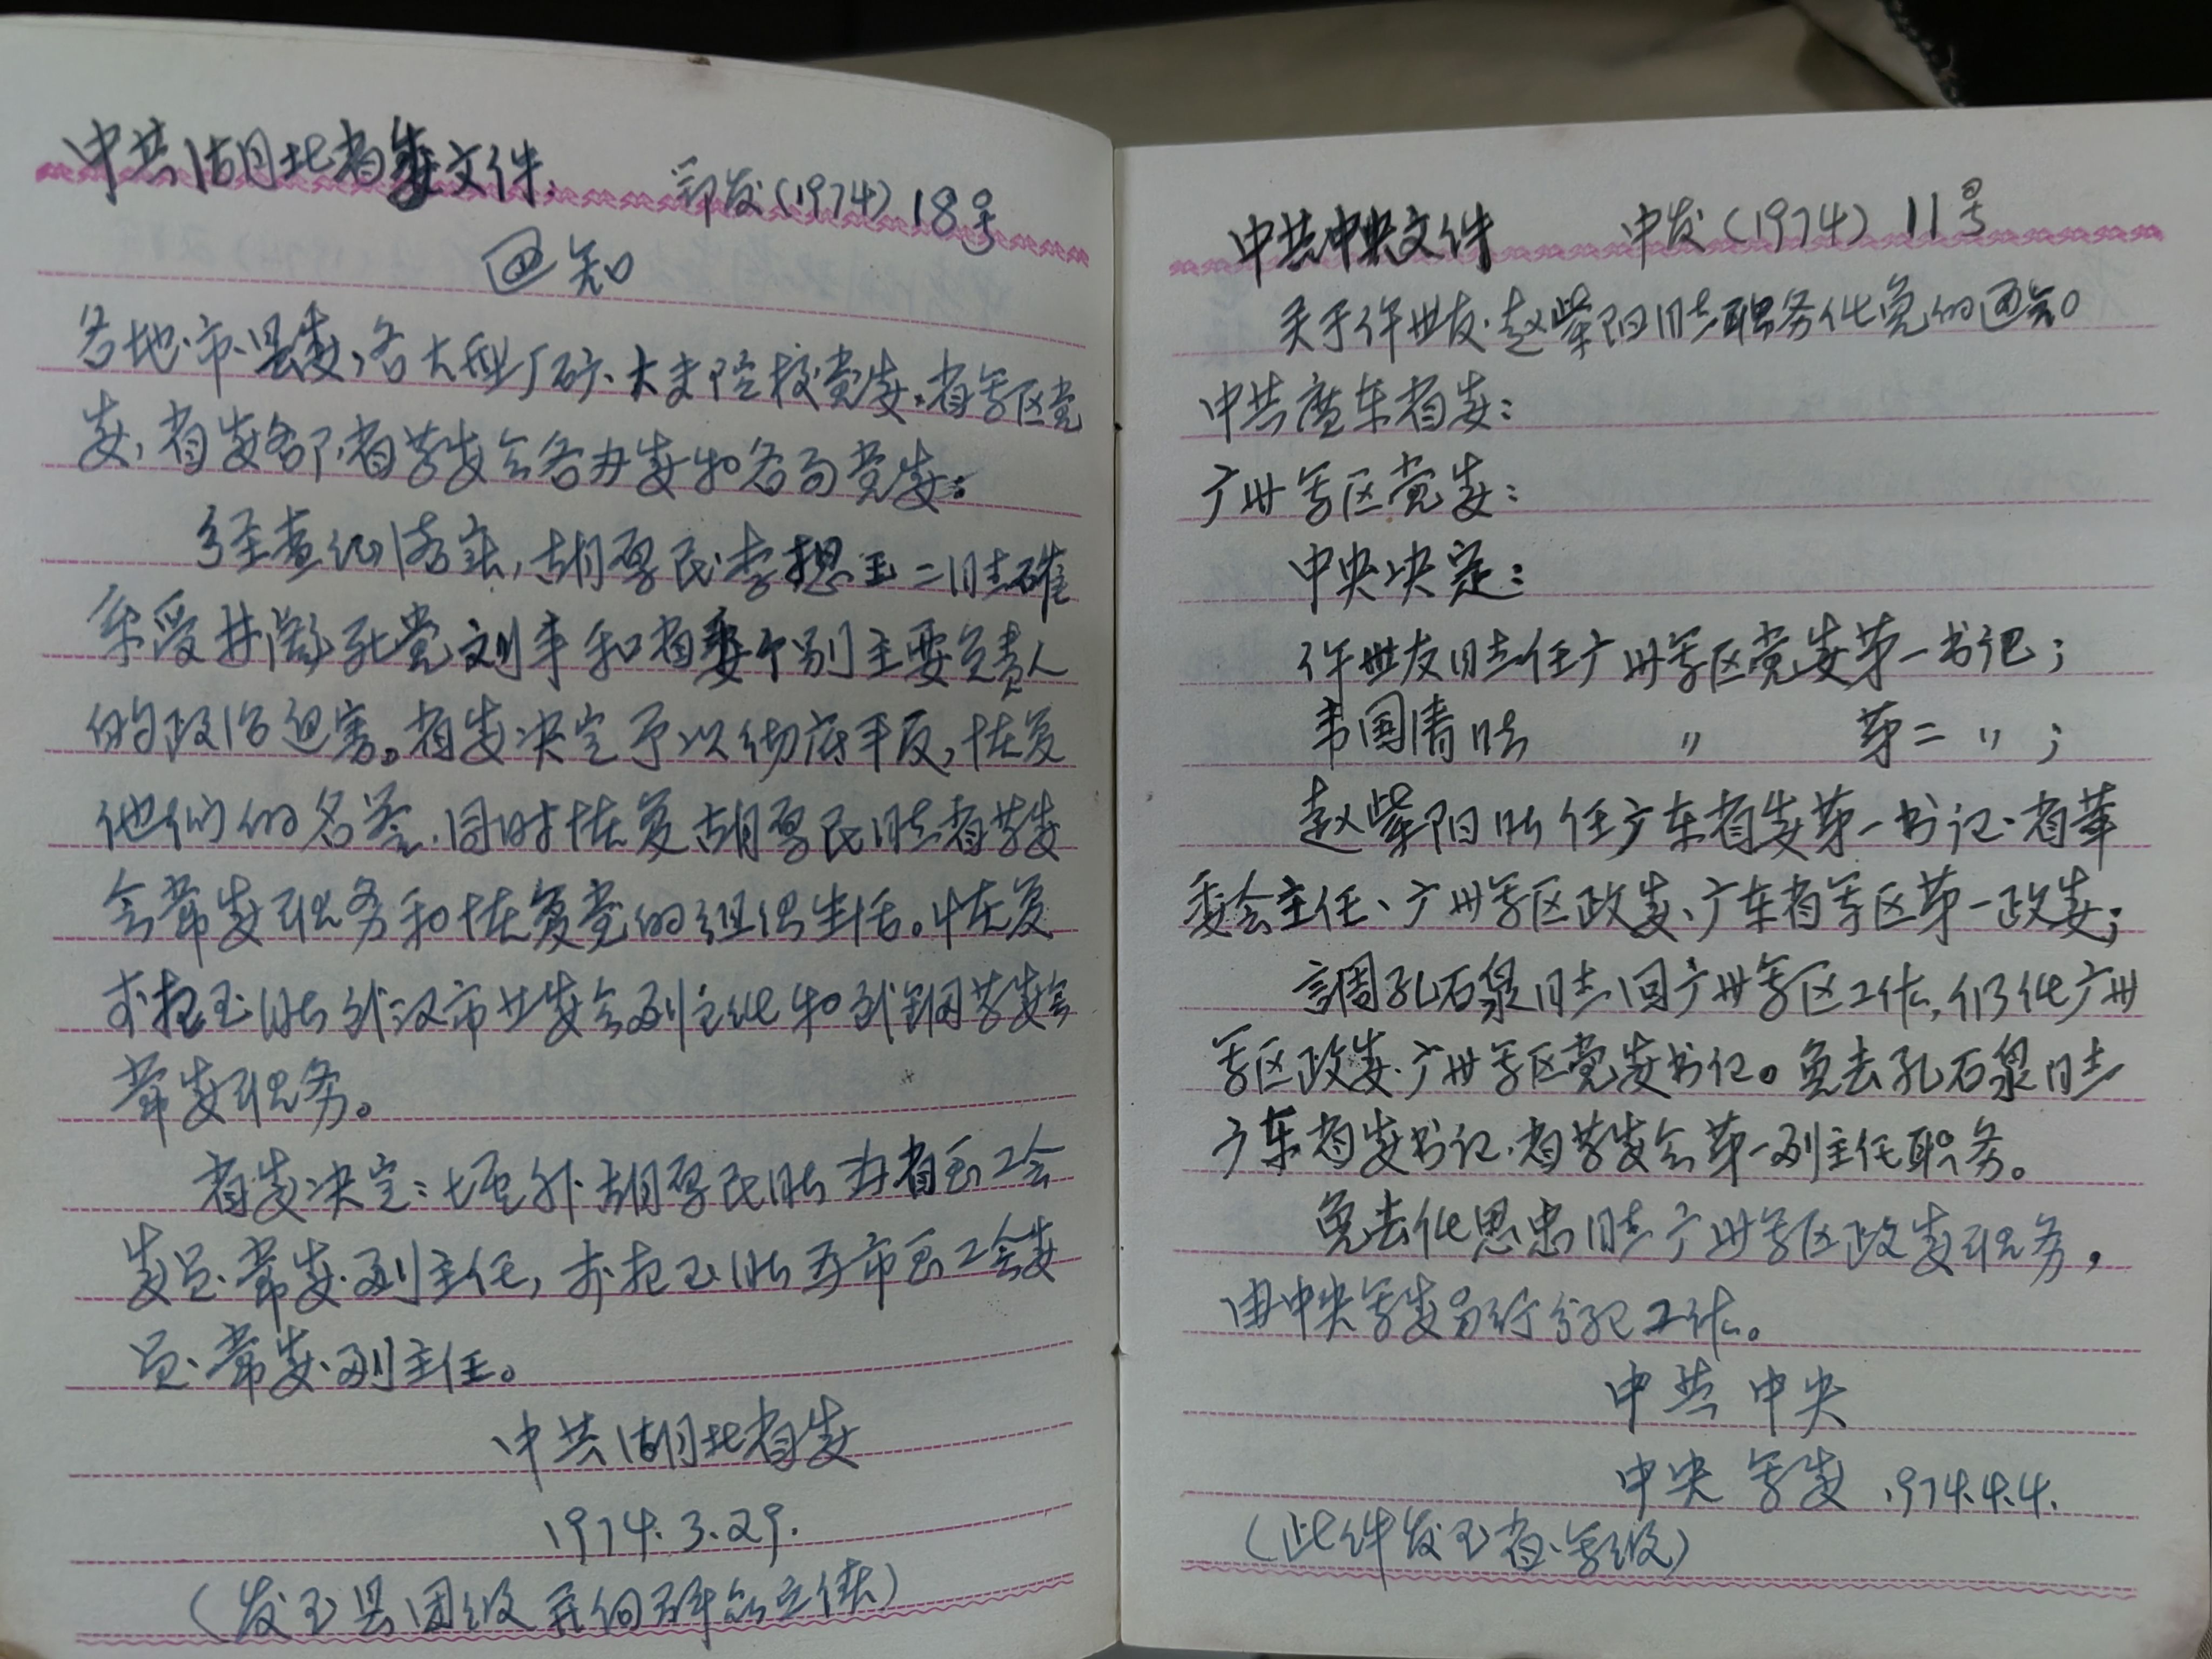 中共湖北省委文件.
鄂发(1974)18号
通知
各地、市、县委,各大型厂矿、大专院校党委,省军区党
委,省委各部,省革委会各办委和各局党委:
经查证落实,胡厚民、李想玉二同志确
系受林彪死党刘丰和省委个别主要负责人
的政治迫害。省委决定予以彻底平反,恢复
他们的名誉.同时恢复胡厚民同志省革委
会常委职务和恢复党的组织生活。恢复
李想玉同志武汉市革委会副主任和武钢革委会
常委职务。
省委决定:
胡厚民同志为省总工会
委员、常委、副主任,李想玉同志为市总工会委
员、常委、副主任。
中共湖北省委
1974.3.29.
(发至县团级
中共中央文件 中发(1974)11号
关于许世友、赵紫阳同志职务任免的通知
中共广东省委:
广州军区党委:
中央决定:
许世友同志任广州军区党委第一书记;
韦国清同志 〃 第二〃;
赵紫阳同志任广东省委第一书记、省革
委会主任、广州军区政委、广东省军区第一政委;
調孔石泉同志回广州军区工作,仍任广州
军区政委、广州军区党委书记。免去孔石泉同志
广东省委书记、省革委会第一副主任职务。
免去任思忠同志广州军区政委职务,
由中央军委另行分配工作。
中共中央
中央军委 1974.4.4.
(此件发至省、军级)